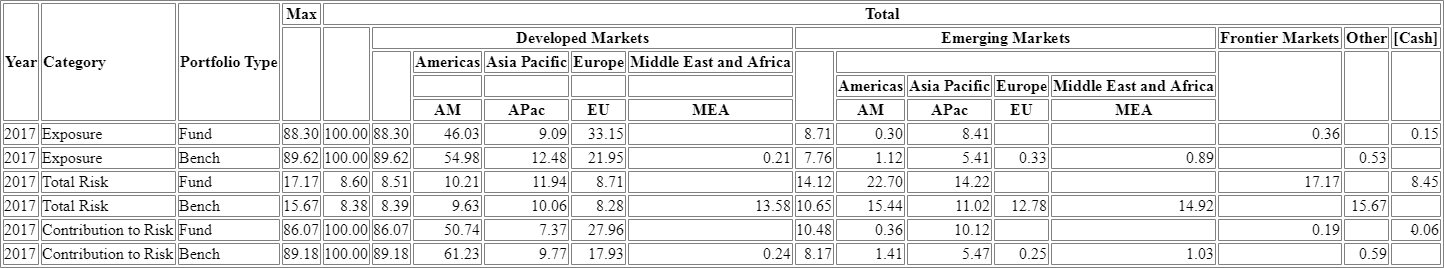 Max Total
Developed Markets Emerging Markets Frontier Markets Other [Cash]
Year Category Portfolio Type Americas Asia Pacific Europe Middle East and Africa
Americas Asia Pacific Europe Middle East and Africa
AM APac EU MEA AM APac EU MEA
2017 Exposure Fund 88.30 100.00 88.30 46.03 9.09 33.15 8.71 0.30 8.41 0.36 0.15
2017 Exposure Bench 89.62 100.00 89.62 54.98 12.48 21.95 0.21 7.76 1.12 5.41 0.33 0.89 0.53
2017 Total Risk Fund 17.17 8.60 8.51 10.21 11.94 8.71 14.12 22.70 14.22 17.17 8.45
2017 Total Risk Bench 15.67 8.38 8.39 9.63 10.06 8.28 13.58 10.65 15.44 11.02 12.78 14.92 15.67
2017 Contribution to Risk Fund 86.07 100.00 86.07 50.74 7.37 27.96 10.48 0.36 10.12 0.19
2017 Contribution to Risk Bench 89.18 100.00 89.18 61.23 9.77 17.93 0.24 8.17 1.41 5.47 0.25 1.03 0.59